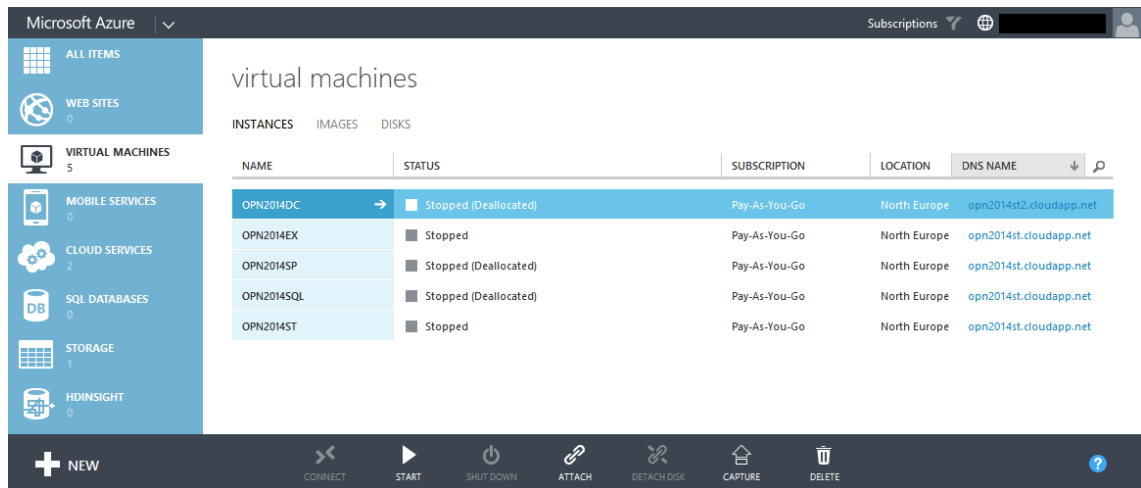 Microsoft Azure
Subscriptions
ALL ITEMS
WEB SITES
0
VIRTUAL MACHINES
5
MOBILE SERVICES
0
CLOUD SERVICES
2
SQL DATABASES
0
DB
STORAGE
1
HDINSIGHT
0
virtual machines
INSTANCES IMAGES DISKS
NAME STATUS SUBSCRIPTION LOCATION DNS NAME
OPN2014DC Stopped (Deallocated) Pay-As-You-Go North Europe opn2014st2.cloudapp.net
OPN2014EX Stopped Pay-As-You-Go North Europe opn2014st.cloudapp.net
OPN2014SP Stopped (Deallocated) Pay-As-You-Go North Europe opn2014st.cloudapp.net
OPN2014SQL Stopped (Deallocated) Pay-As-You-Go North Europe opn2014st.cloudapp.net
OPN2014ST Stopped Pay-As-You-Go North Europe opn2014st.cloudapp.net
NEW
CONNECT START SHUT DOWN ATTACH DETACH DISK CAPTURE DELETE
?